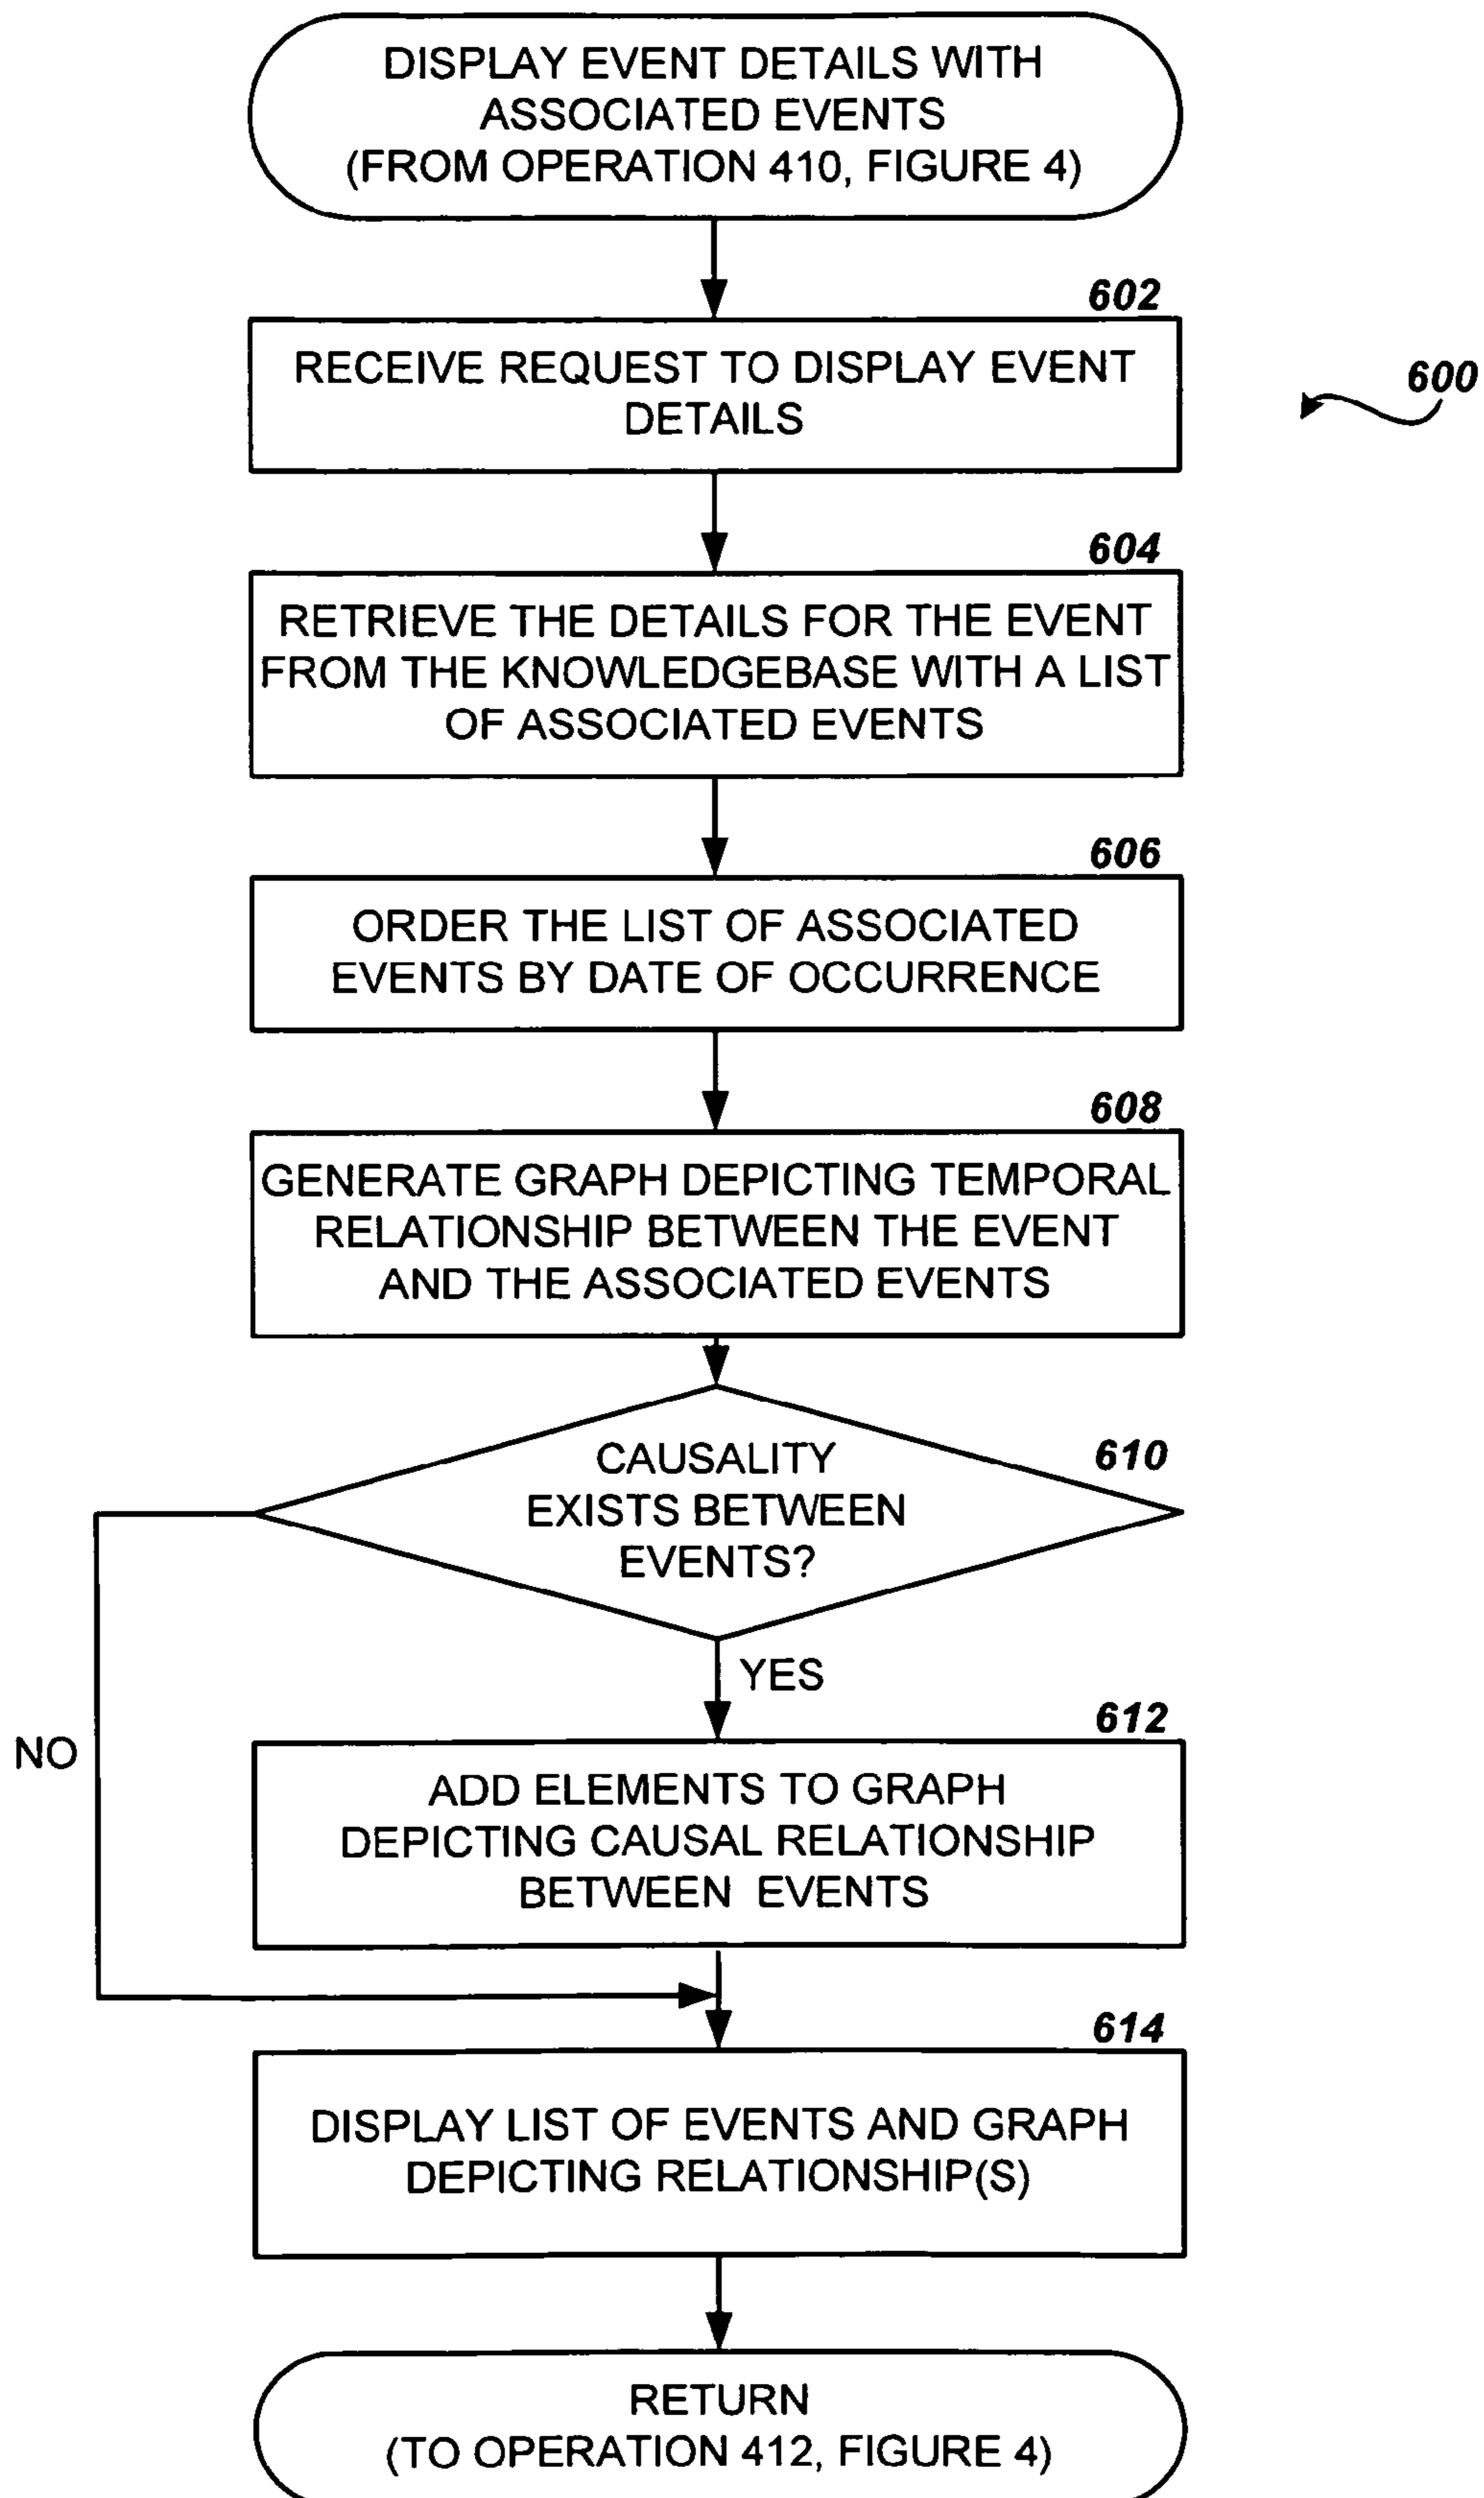 DISPLAY EVENT DETAILS WITH
ASSOCIATED EVENTS
(FROM OPERATION 410, FIGURE 4)
602
RECEIVE REQUEST TO DISPLAY EVENT
DETAILS
600
604
RETRIEVE THE DETAILS FOR THE EVENT
FROM THE KNOWLEDGEBASE WITH A LIST
OF ASSOCIATED EVENTS
606
ORDER THE LIST OF ASSOCIATED
EVENTS BY DATE OF OCCURRENCE
608
GENERATE GRAPH DEPICTING TEMPORAL
RELATIONSHIP BETWEEN THE EVENT
AND THE ASSOCIATED EVENTS
610
CAUSALITY
EXISTS BETWEEN
EVENTS?
YES
NO
612
ADD ELEMENTS TO GRAPH
DEPICTING CAUSAL RELATIONSHIP
BETWEEN EVENTS
614
DISPLAY LIST OF EVENTS AND GRAPH
DEPICTING RELATIONSHIP(S)
RETURN
(TO OPERATION 412, FIGURE 4)